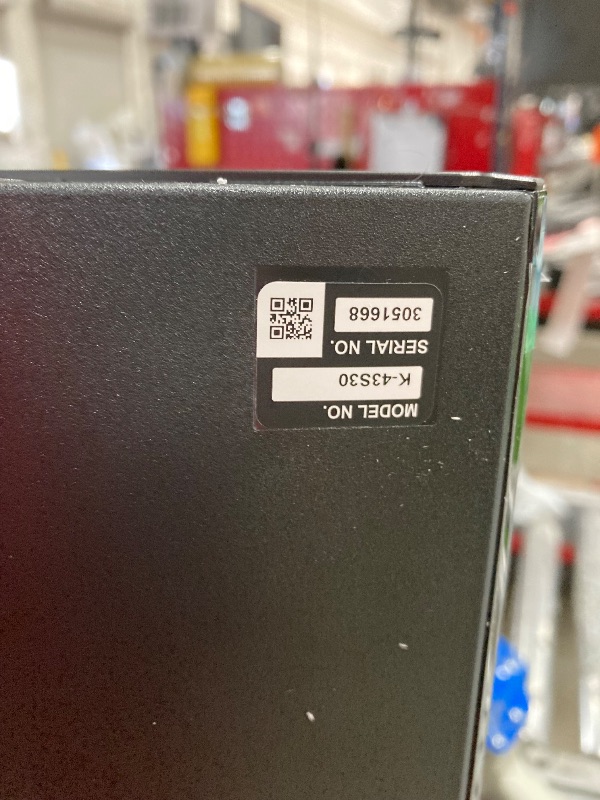 MODEL NO.
K-43S30
SERIAL NO.
3051668